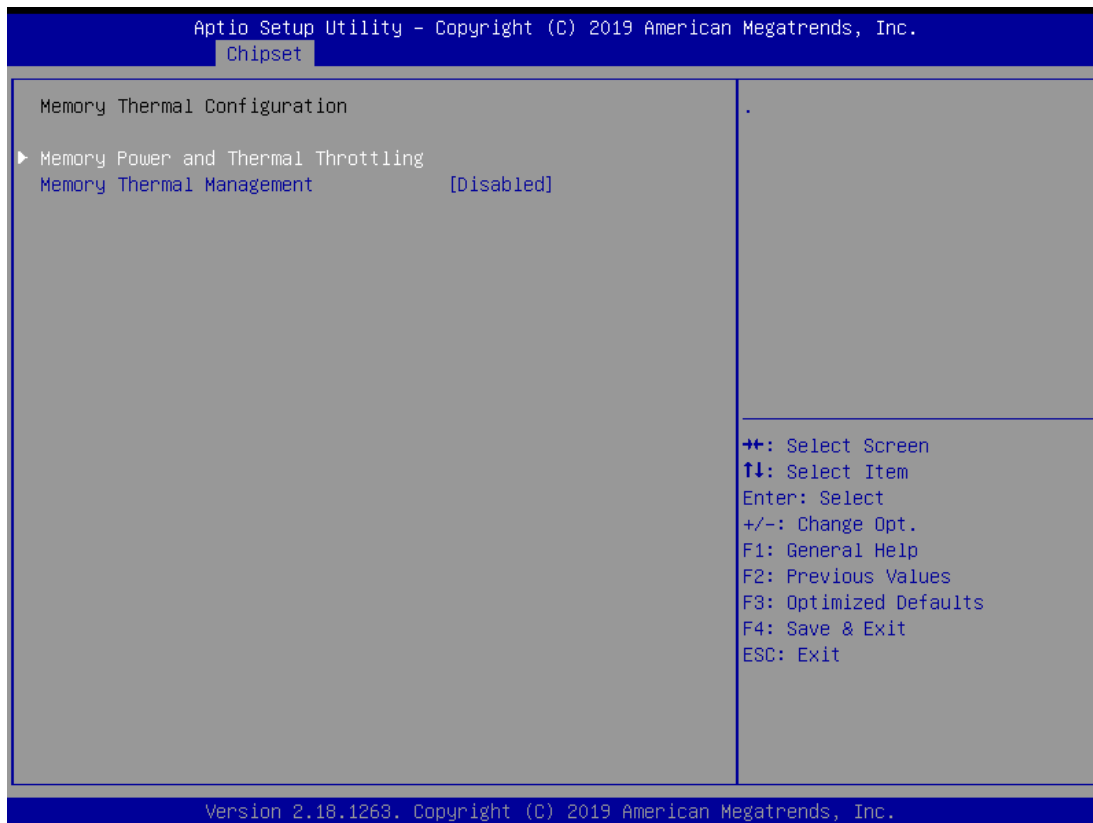 Aptio Setup Utility – Copyright (C) 2019 American Megatrends, Inc.
Chipset
Memory Thermal Configuration
.
▶ Memory Power and Thermal Throttling
Memory Thermal Management [Disabled]
→←: Select Screen
↑↓: Select Item
Enter: Select
+/-: Change Opt.
F1: General Help
F2: Previous Values
F3: Optimized Defaults
F4: Save & Exit
ESC: Exit
Version 2.18.1263. Copyright (C) 2019 American Megatrends, Inc.